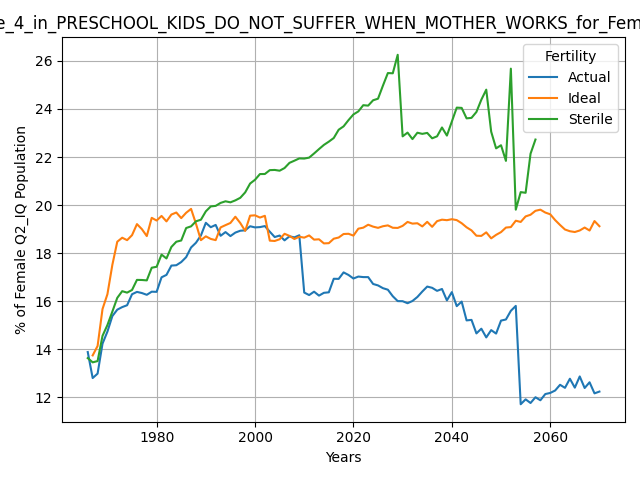 e_4_in_PRESCHOOL_KIDS_DO_NOT_SUFFER_WHEN_MOTHER_WORKS_for_Fem
Fertility
Actual
Ideal
Sterile
% of Female Q2_IQ Population
26
24
22
20
18
16
14
12
1980
2000
2020
2040
2060
Years